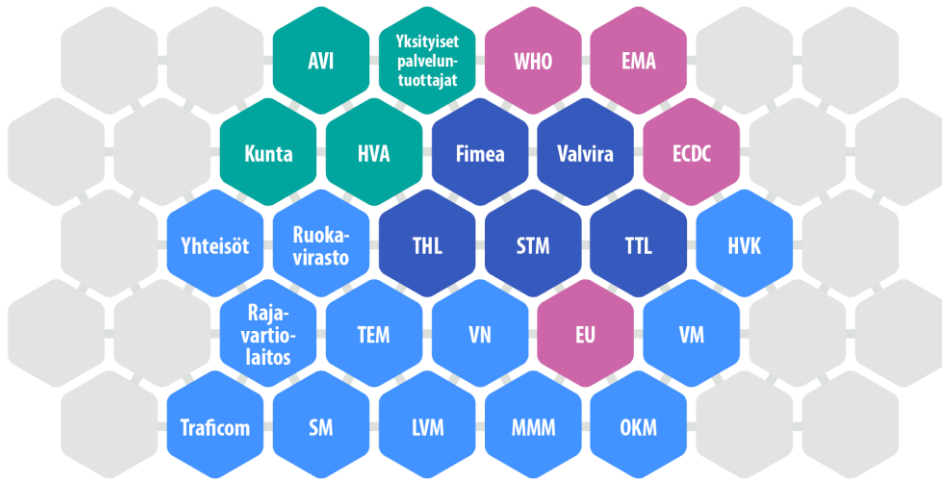 AVI
Yksityiset
palvelun-
tuottajat
WHO
EMA
Kunta
HVA
Fimea
Valvira
ECDC
Yhteisöt
Ruoka-
virasto
THL
STM
TTL
HVK
Raja-
vartio-
laitos
TEM
VN
EU
VM
Traficom
SM
LVM
MMM
OKM